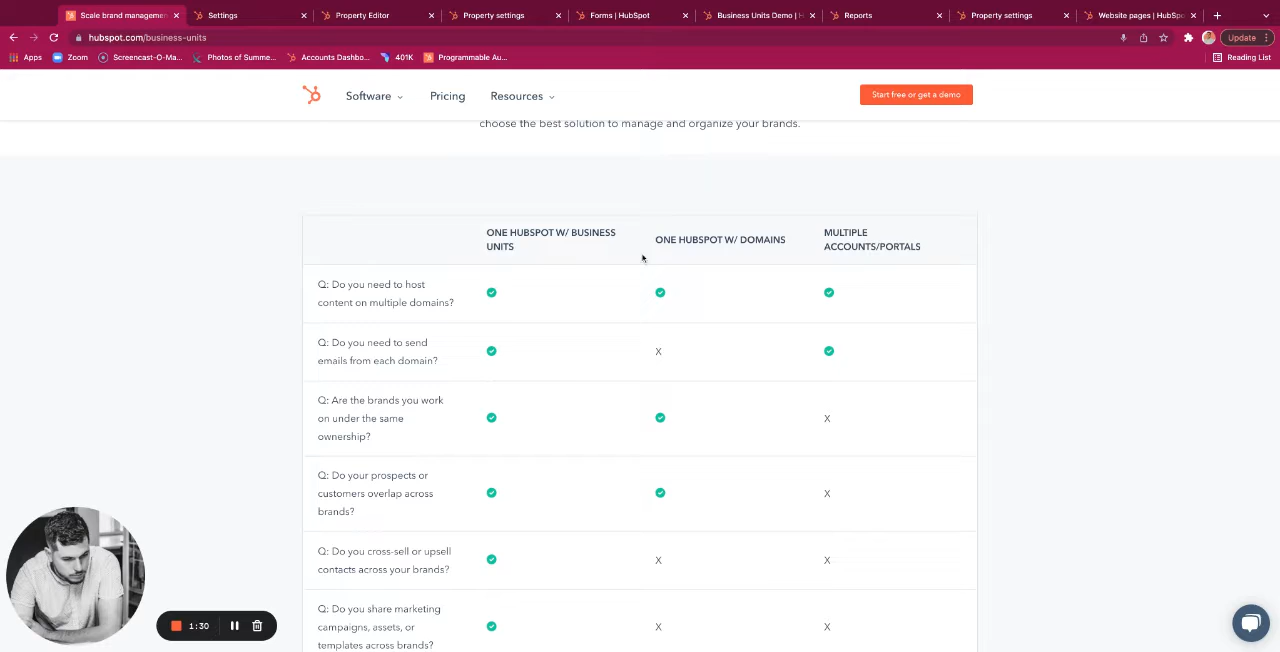 Scale brand managemen
Settings
Property Editor
Property settings
Forms | HubSpot
Business Units Demo | H
Reports
Property settings
Website pages | HubSpo
hubspot.com/business-units
Update
Apps
Zoom
Screencast-O-Ma...
Photos of Summe...
Accounts Dashbo...
401K
Programmable Au...
Reading List
Software
Pricing
Resources
Start free or get a demo
choose the best solution to manage and organize your brands.
ONE HUBSPOT W/ BUSINESS
UNITS
ONE HUBSPOT W/ DOMAINS
MULTIPLE
ACCOUNTS/PORTALS
Q: Do you need to host
content on multiple domains?
Q: Do you need to send
emails from each domain?
X
Q: Are the brands you work
on under the same
ownership?
X
Q: Do your prospects or
customers overlap across
brands?
X
Q: Do you cross-sell or upsell
contacts across your brands?
X
X
Q: Do you share marketing
campaigns, assets, or
templates across brands?
X
X
1:30